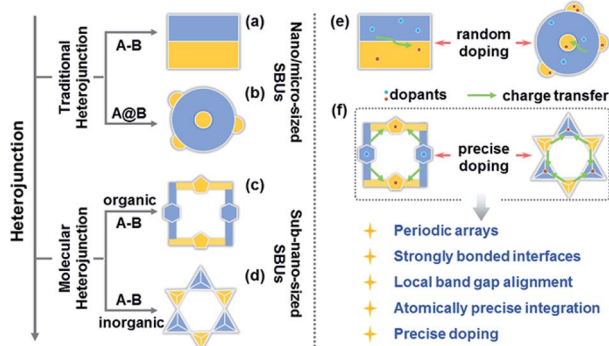 Heterojunction
Traditional
Heterojunction
A-B
A@B
(a)
(b)
Nano/micro-sized
SBUs
Molecular
Heterojunction
organic
A-B
A-B
inorganic
(c)
(d)
Sub-nano-sized
SBUs
(e)
random
doping
dopants
charge transfer
(f)
precise
doping
Periodic arrays
Strongly bonded interfaces
Local band gap alignment
Atomically precise integration
Precise doping